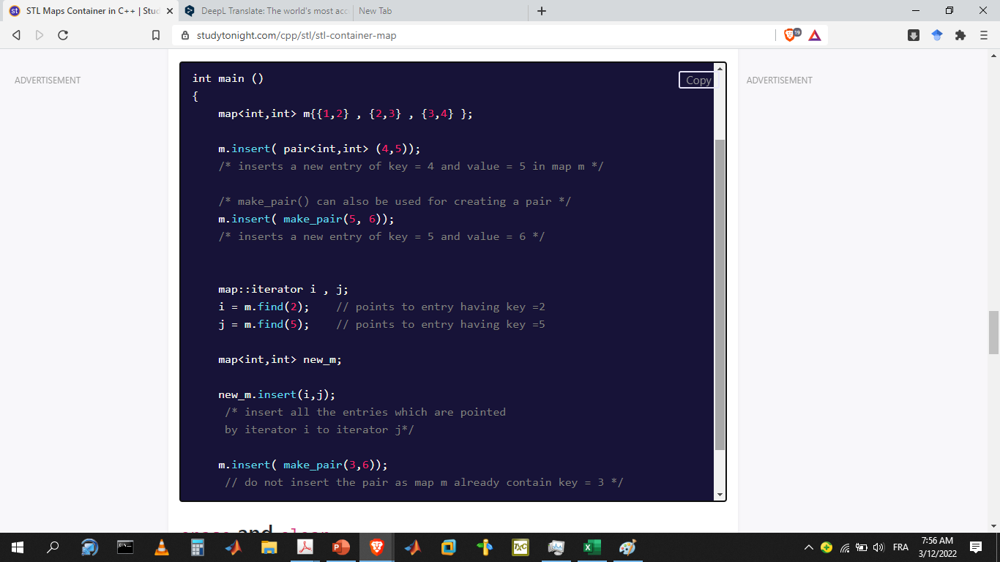 STL Maps Container in C++ | Stud
DeepL Translate: The world's most acc
New Tab
studytonight.com/cpp/stl/stl-container-map
19
ADVERTISEMENT
ADVERTISEMENT
Copy
int main ()
{
map<int,int> m{{1,2} , {2,3} , {3,4} };
m.insert( pair<int,int> (4,5));
/* inserts a new entry of key = 4 and value = 5 in map m */
/* make_pair() can also be used for creating a pair */
m.insert( make_pair(5, 6));
/* inserts a new entry of key = 5 and value = 6 */
map::iterator i , j;
i = m.find(2);    // points to entry having key =2
j = m.find(5);    // points to entry having key =5
map<int,int> new_m;
new_m.insert(i,j);
/* insert all the entries which are pointed
by iterator i to iterator j*/
m.insert( make_pair(3,6));
// do not insert the pair as map m already contain key = 3 */
and
FRA
7:56 AM
3/12/2022